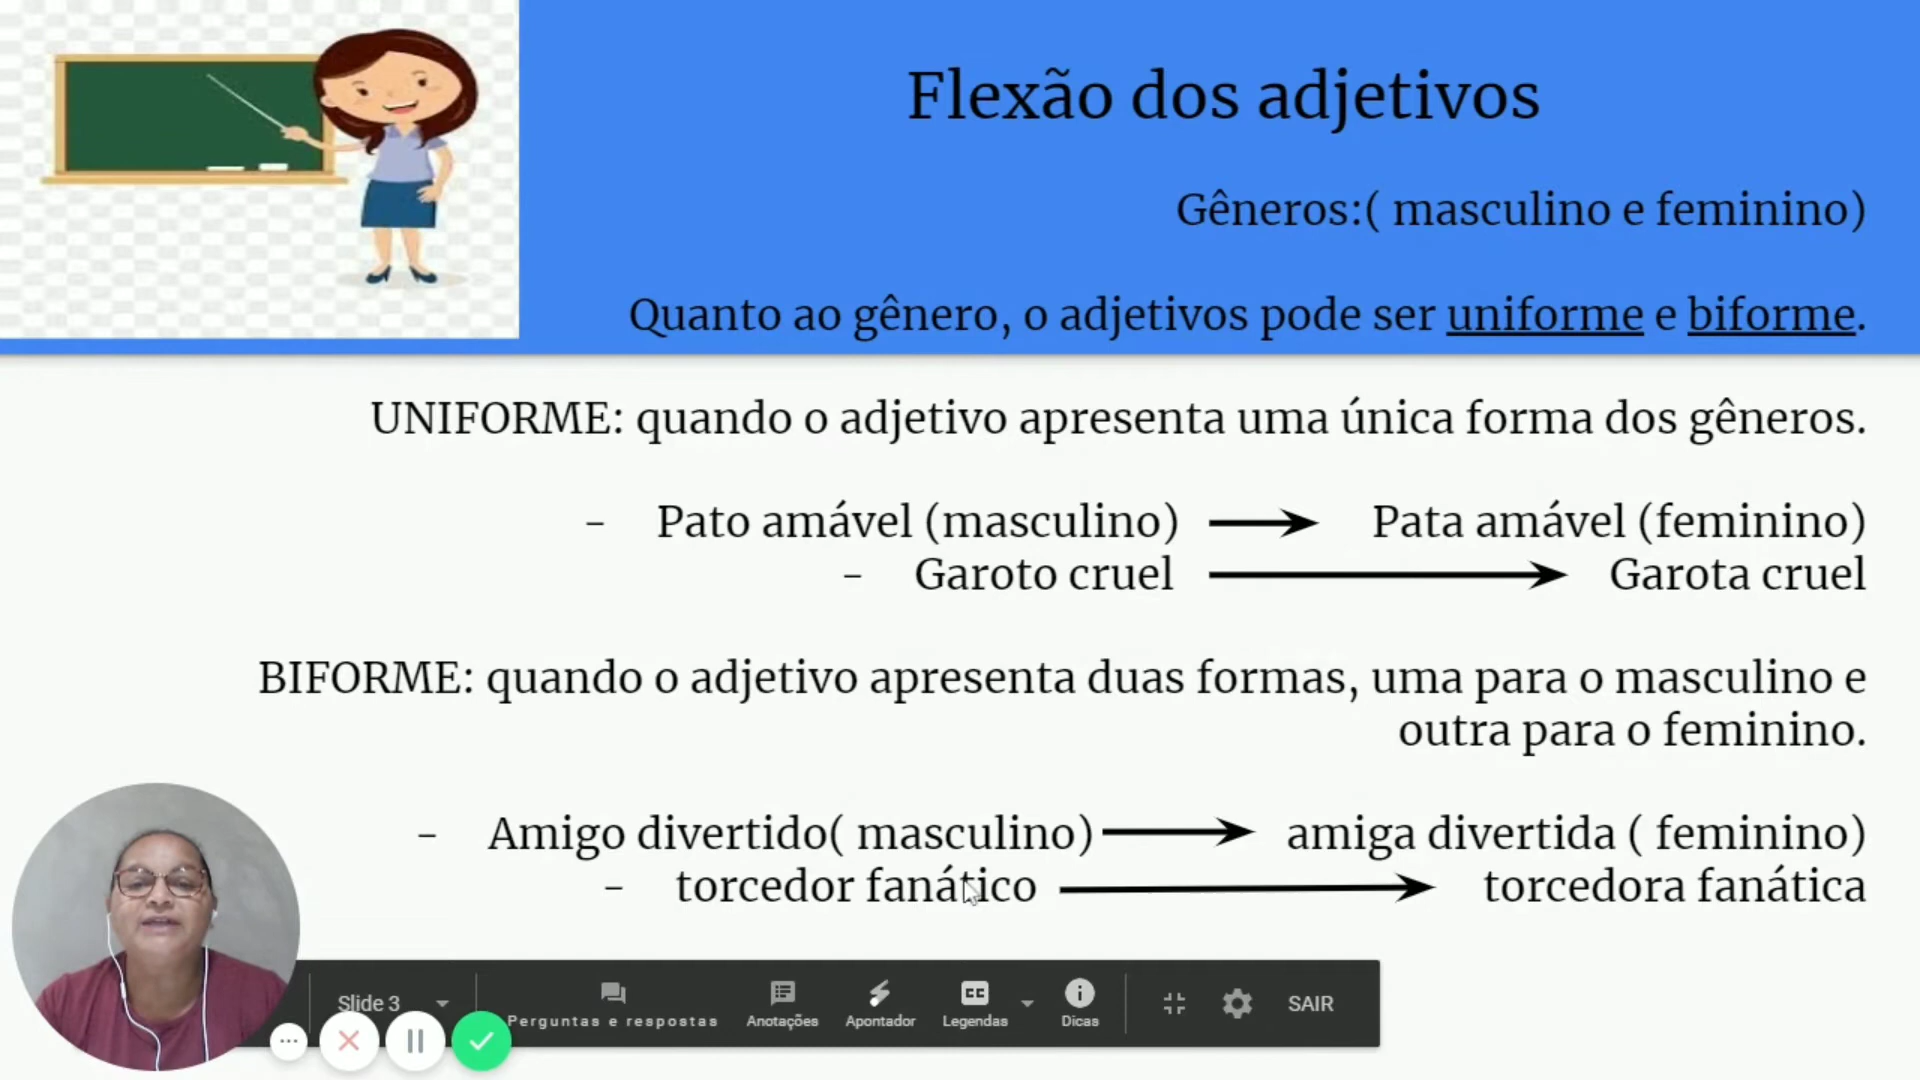 Flexão dos adjetivos
Gêneros:( masculino e feminino)
Quanto ao gênero, o adjetivos pode ser uniforme e biforme.
UNIFORME: quando o adjetivo apresenta uma única forma dos gêneros.
- Pato amável (masculino) Pata amável (feminino)
- Garoto cruel Garota cruel
BIFORME: quando o adjetivo apresenta duas formas, uma para o masculino e
outra para o feminino.
- Amigo divertido( masculino) amiga divertida ( feminino)
- torcedor fanático torcedora fanática
Slide 3
Perguntas e respostas
Anotações
Apontador
CC
Legendas
Dicas
SAIR